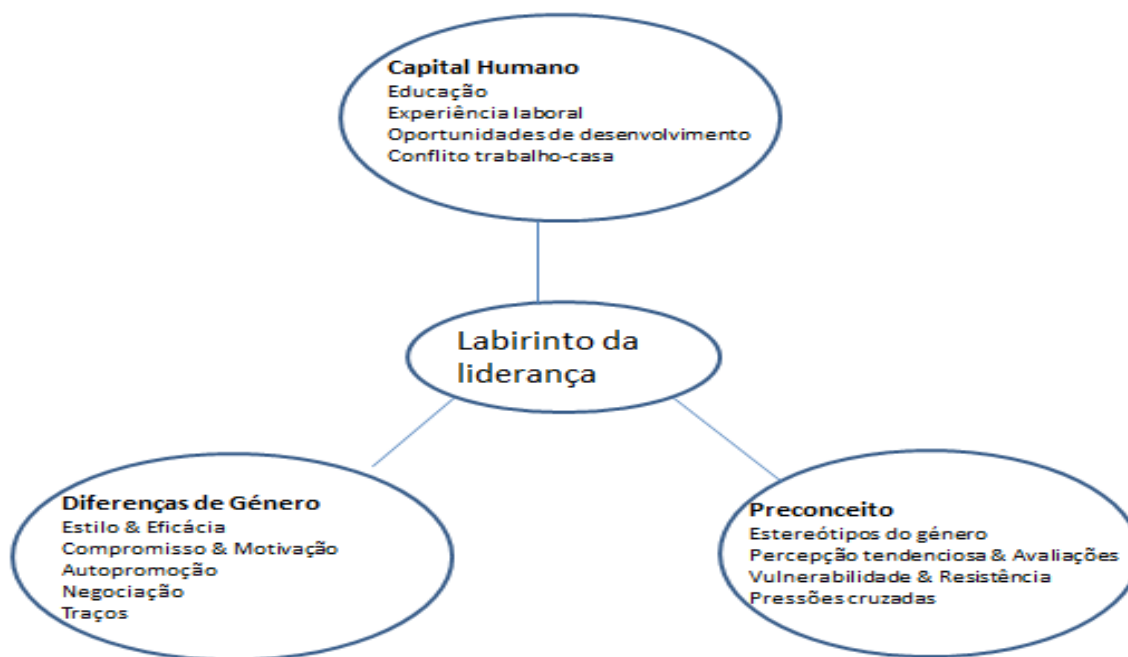 Capital Humano
Educação
Experiência laboral
Oportunidades de desenvolvimento
Conflito trabalho-casa
Labirinto da
liderança
Diferenças de Género
Estilo & Eficácia
Compromisso & Motivação
Autopromoção
Negociação
Traços
Preconceito
Estereótipos do género
Percepção tendenciosa & Avaliações
Vulnerabilidade & Resistência
Pressões cruzadas